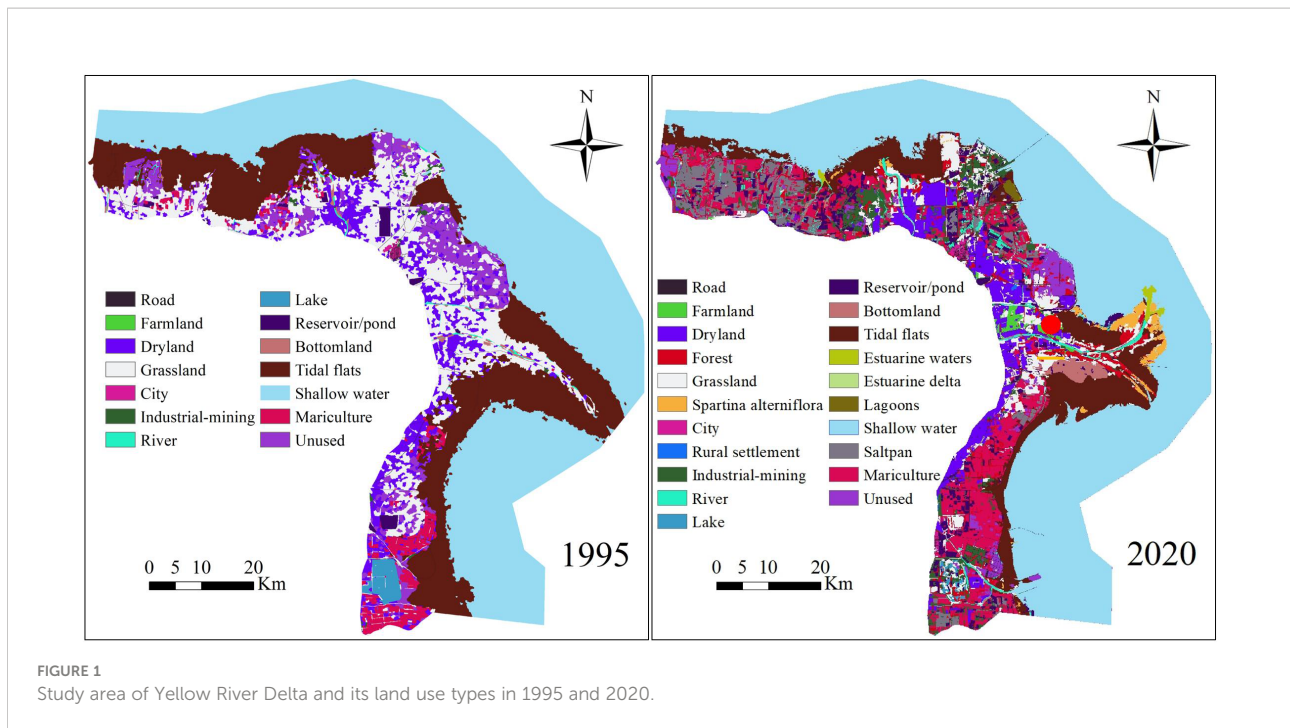 N
Road
Farmland
Dryland
Grassland
City
Industrial-mining
River
Lake
Reservoir/pond
Bottomland
Tidal flats
Shallow water
Mariculture
Unused
0 5 10 20
Km
1995
N
Road
Farmland
Dryland
Forest
Grassland
Spartina alterniflora
City
Rural settlement
Industrial-mining
River
Lake
Reservoir/pond
Bottomland
Tidal flats
Estuarine waters
Estuarine delta
Lagoons
Shallow water
Saltpan
Mariculture
Unused
0 5 10 20
Km
2020
FIGURE 1
Study area of Yellow River Delta and its land use types in 1995 and 2020.